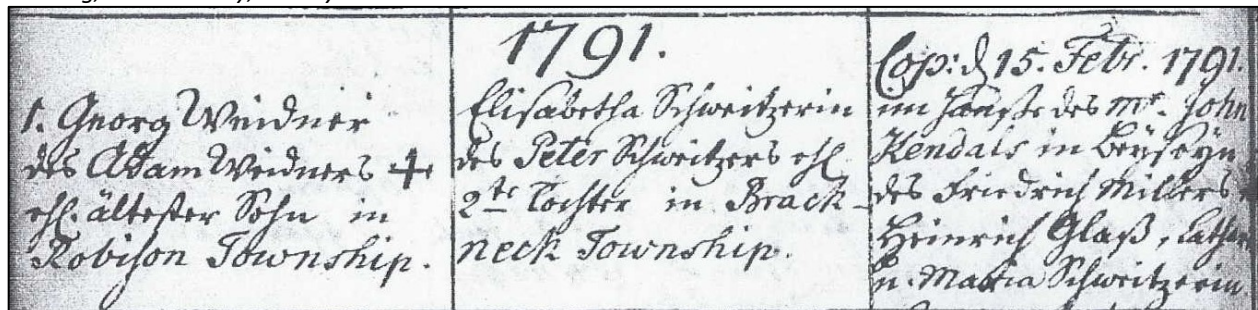 1. Georg Weidner
des Adam Weidners +
ehl. ältester Sohn in
Robison Township.
1791.
Elisabetha Schweitzerin
des Peter Schweitzers ehl.
2te Tochter in Brack-
neck Township.
Cop: d 15. Febr. 1791.
im Hause des Mr. John
Kendals in Beyseyn
des Friedrich Millers
Heinrich Glaß,
u. Maria Schweitzerin